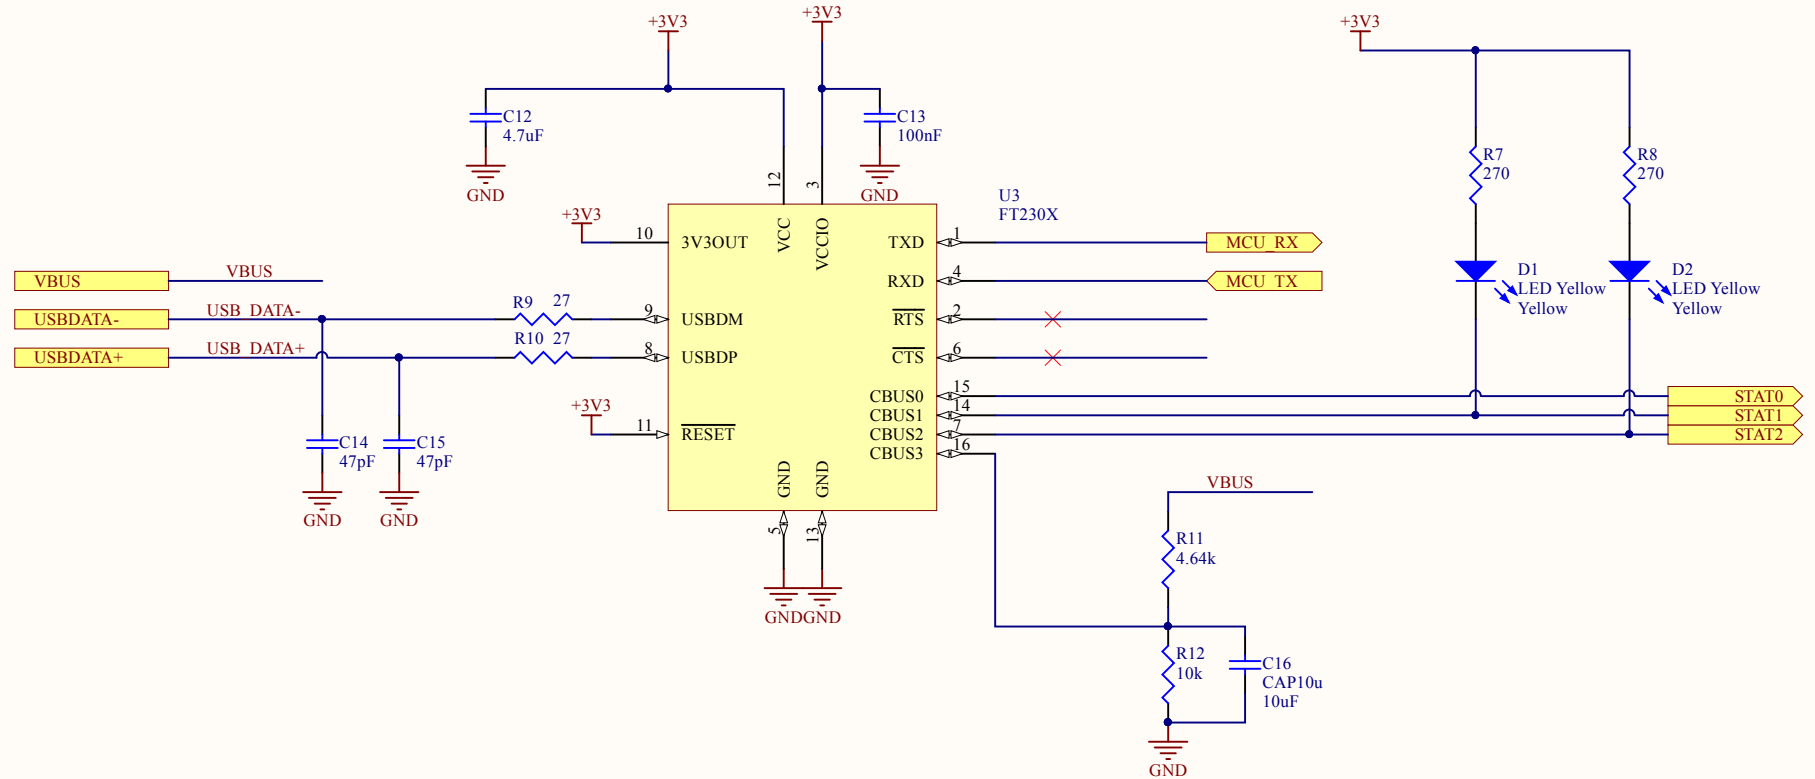 +3V3
+3V3
+3V3
C12
4.7uF
GND
C13
100nF
GND
R7
270
R8
270
12
3
U3
FT230X
+3V3
10
3V3OUT
VCC
VCCIO
TXD
1
MCU_RX
VBUS
VBUS
RXD
4
MCU_TX
D1
LED Yellow
Yellow
D2
LED Yellow
Yellow
USBDATA-
USB_DATA-
R9 27
9
USBDM
RTS
2
USBDATA+
USB_DATA+
R10 27
8
USBDP
CTS
6
CBUS0
15
STAT0
CBUS1
14
STAT1
+3V3
11
RESET
CBUS2
7
STAT2
CBUS3
16
C14
47pF
GND
C15
47pF
GND
GND
GND
5
13
GND
GND
VBUS
R11
4.64k
R12
10k
C16
CAP10u
10uF
GND